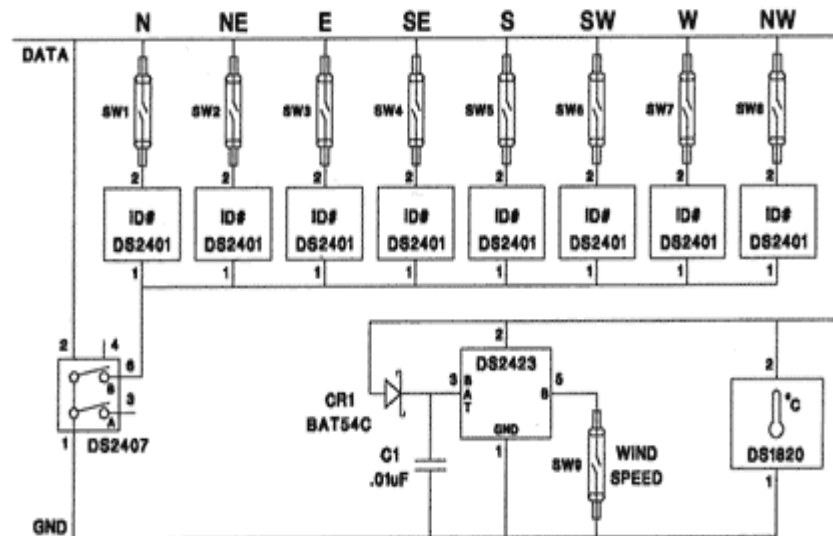 N NE E SE S SW W NW
DATA
SW1 SW2 SW3 SW4 SW5 SW6 SW7 SW8
2 2 2 2 2 2 2 2
ID# ID# ID# ID# ID# ID# ID# ID#
DS2401 DS2401 DS2401 DS2401 DS2401 DS2401 DS2401 DS2401
1 1 1 1 1 1 1 1
2 4
6
B
3
A
1
DS2407
GND
CR1
BAT54C
C1
.01uF
2
DS2423
3 BAT B 5
GND
1
SW9
WIND
SPEED
2
°C
DS1820
1